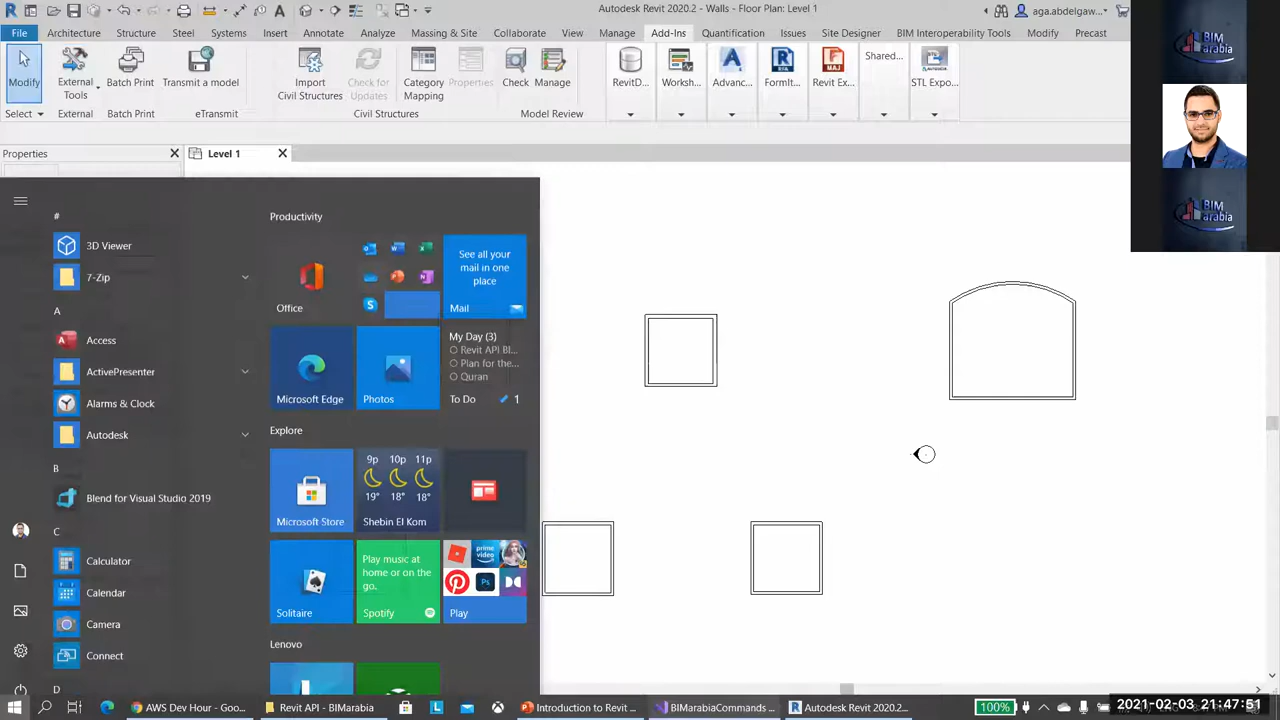 Autodesk Revit 2020.2 - Walls - Floor Plan: Level 1
aga.abdelgaw...
File Architecture Structure Steel Systems Insert Annotate Analyze Massing & Site Collaborate View Manage Add-Ins Quantification Issues Site Designer BIM Interoperability Tools Modify Precast
Modify
External
Tools
Batch Print
Transmit a model
Import
Civil Structures
Check for
Updates
Category
Mapping
Properties
Check
Manage
RevitD...
Worksh...
Advanc...
FormIt...
Revit Ex...
Shared...
STL Expo...
Select
External
Batch Print
eTransmit
Civil Structures
Model Review
BIM
arabia
BIM
arabia
Properties
Level 1
#
3D Viewer
7-Zip
A
Access
ActivePresenter
Alarms & Clock
Autodesk
B
Blend for Visual Studio 2019
C
Calculator
Calendar
Camera
Connect
D
Productivity
Office
See all your
mail in one
place
Mail
Microsoft Edge
Photos
My Day (3)
Revit API BI...
Plan for the...
Quran
To Do
1
Explore
Microsoft Store
9p 10p 11p
19° 18° 18°
Shebin El Kom
Solitaire
Play music at
home or on the
go.
Spotify
prime
video
Ps
Play
Lenovo
AWS Dev Hour - Goo...
Revit API - BIMarabia
Introduction to Revit ...
BIMarabiaCommands ...
Autodesk Revit 2020.2...
100%
2021-02-03 21:47:51